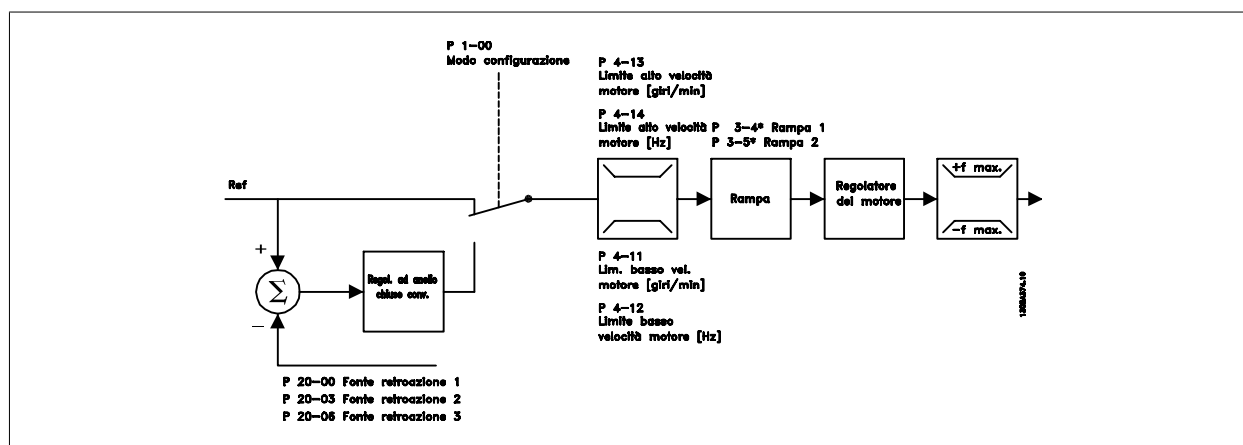 P 1-00
Modo configurazione
P 4-13
Limite alto velocità
motore [giri/min]
P 4-14
Limite alto velocità
motore [Hz]
P 3-4* Rampa 1
P 3-5* Rampa 2
Ref
Rampa
Regolatore
del motore
+f max.
-f max.
+
Σ
−
Regol. ad anello
chiuso conv.
P 4-11
Lim. basso vel.
motore [giri/min]
P 4-12
Limite basso
velocità motore [Hz]
P 20-00 Fonte retroazione 1
P 20-03 Fonte retroazione 2
P 20-06 Fonte retroazione 3
130BA374.10